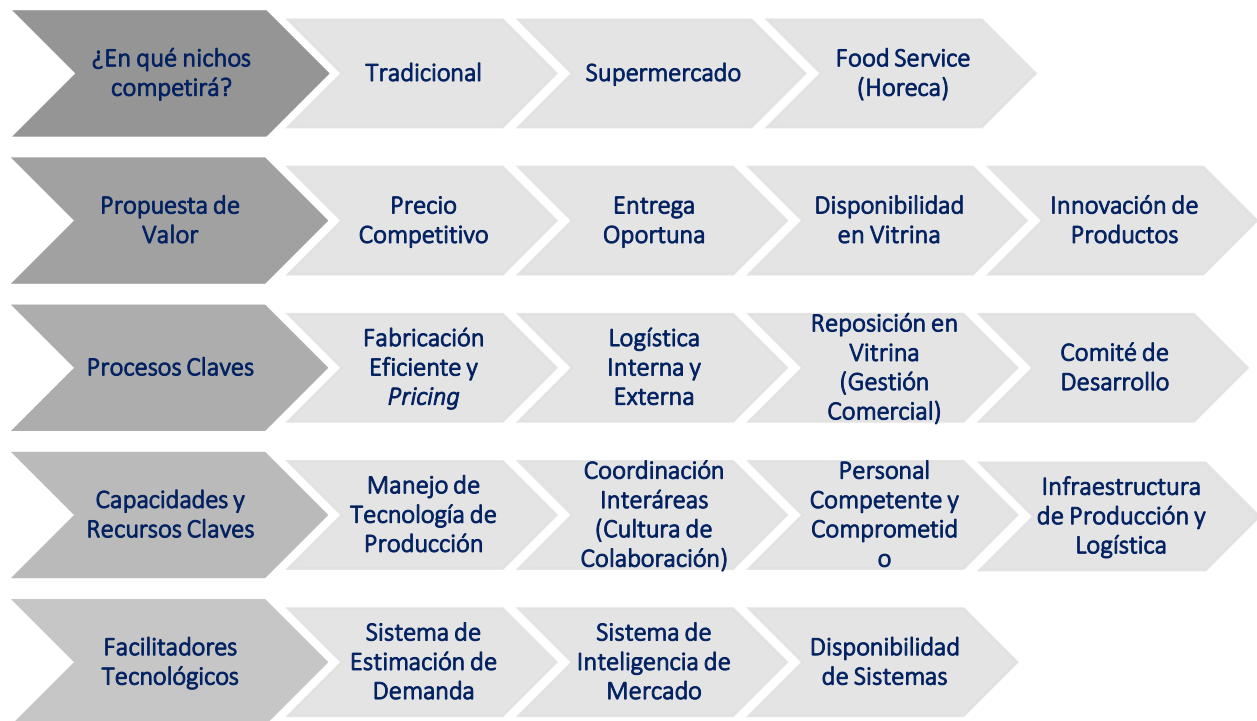 ¿En qué nichos
competirá?
Tradicional
Supermercado
Food Service
(Horeca)
Propuesta de
Valor
Precio
Competitivo
Entrega
Oportuna
Disponibilidad
en Vitrina
Innovación de
Productos
Procesos Claves
Fabricación
Eficiente y
Pricing
Logística
Interna y
Externa
Reposición en
Vitrina
(Gestión
Comercial)
Comité de
Desarrollo
Capacidades y
Recursos Claves
Manejo de
Tecnología de
Producción
Coordinación
Interáreas
(Cultura de
Colaboración)
Personal
Competente y
Comprometid
o
Infraestructura
de Producción y
Logística
Facilitadores
Tecnológicos
Sistema de
Estimación de
Demanda
Sistema de
Inteligencia de
Mercado
Disponibilidad
de Sistemas